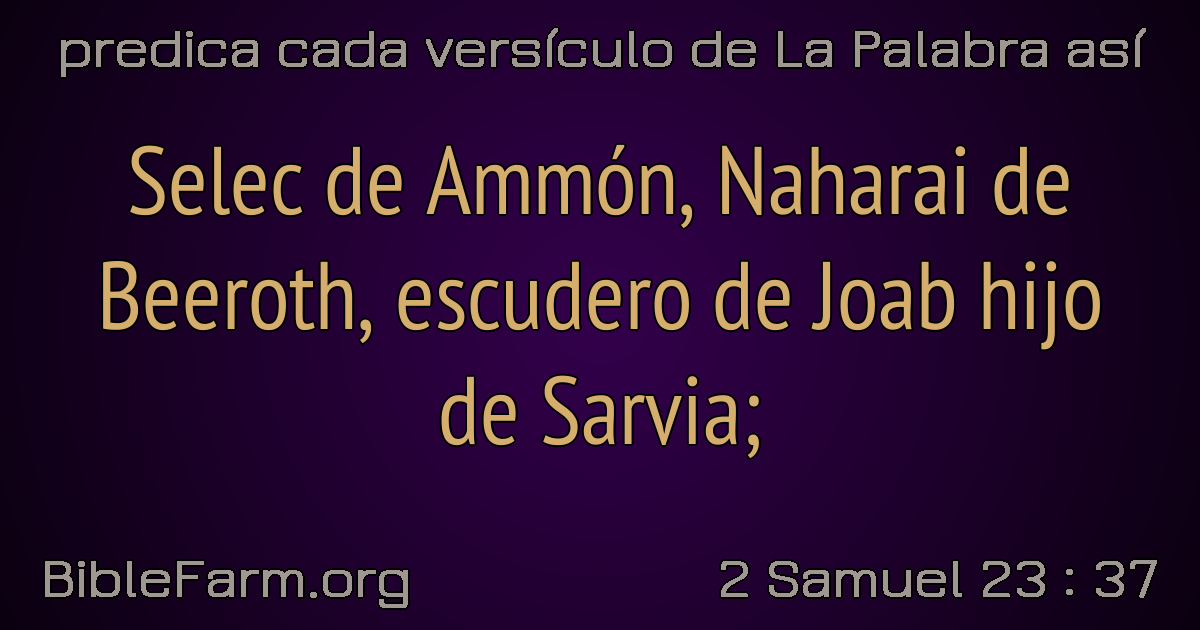 predica cada versículo de La Palabra así
Selec de Ammón, Naharai de
Beeroth, escudero de Joab hijo
de Sarvia;
BibleFarm.org
2 Samuel 23 : 37